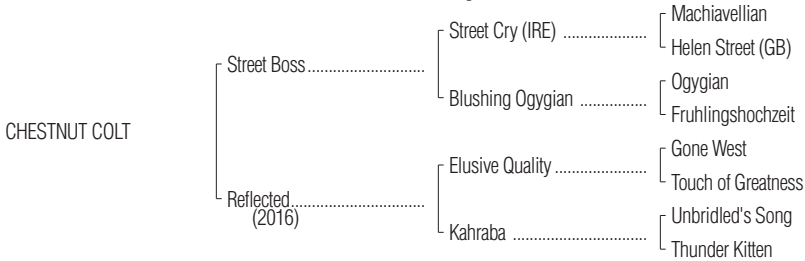 Machiavellian
Street Cry (IRE) ....................
Helen Street (GB)
Street Boss...........................
Ogygian
Blushing Ogygian ................
Fruhlingshochzeit
CHESTNUT COLT
Gone West
Elusive Quality ......................
Touch of Greatness
Reflected...............................
(2016)
Unbridled's Song
Kahraba ................................
Thunder Kitten